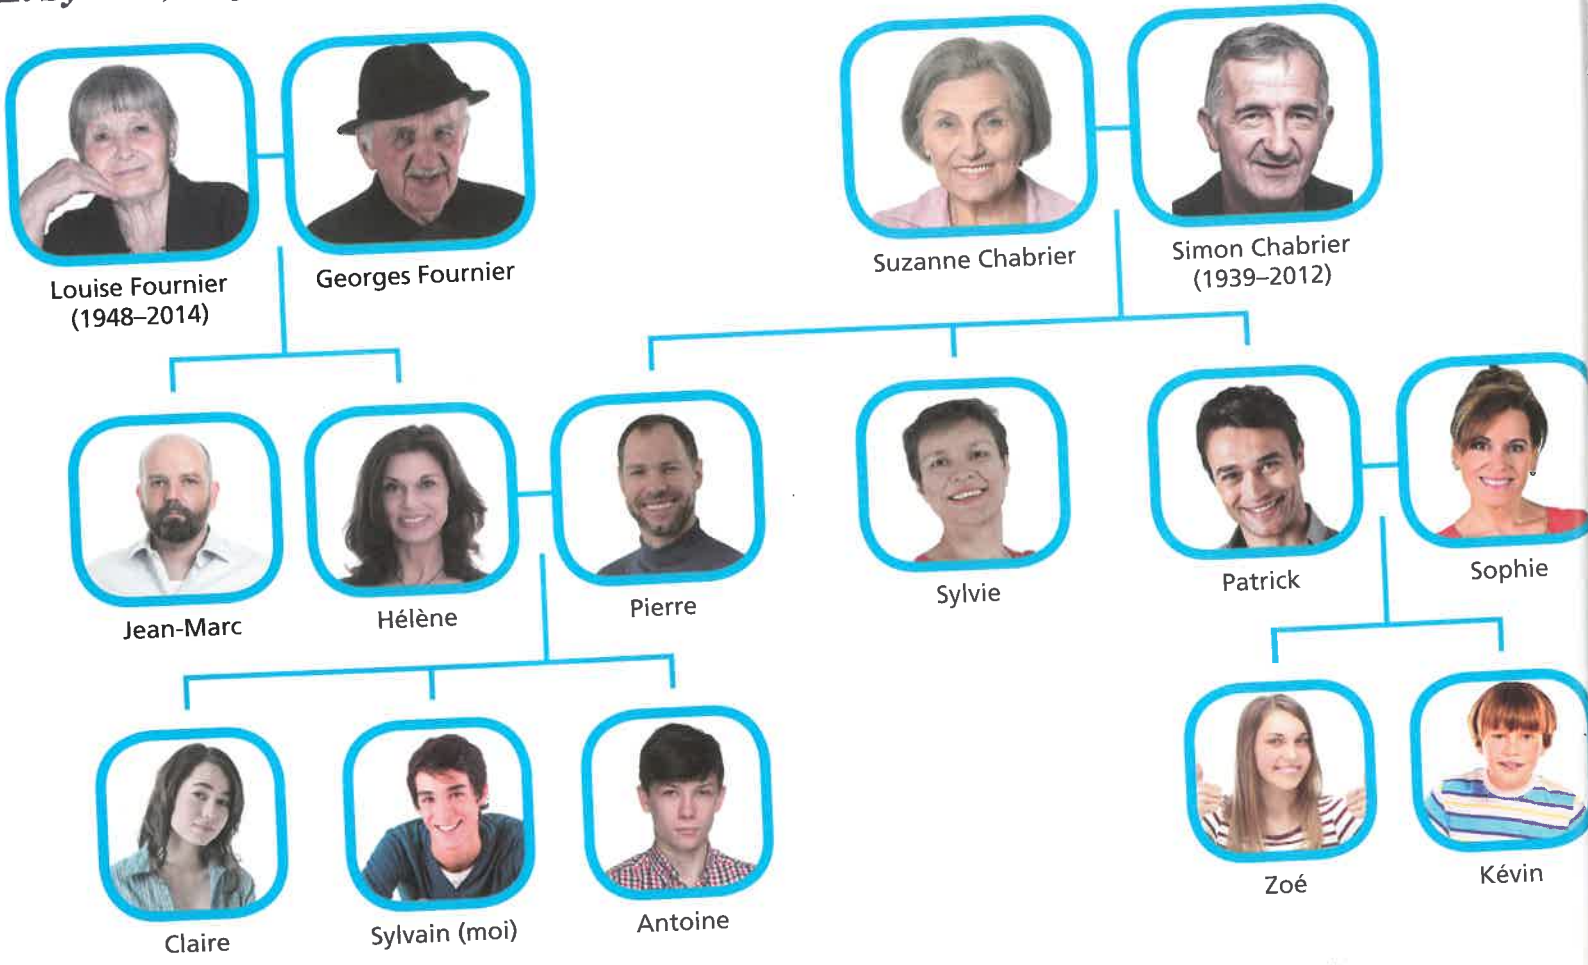 Louise Fournier
(1948–2014)
Georges Fournier
Suzanne Chabrier
Simon Chabrier
(1939–2012)
Jean-Marc
Hélène
Pierre
Sylvie
Patrick
Sophie
Claire
Sylvain (moi)
Antoine
Zoé
Kévin